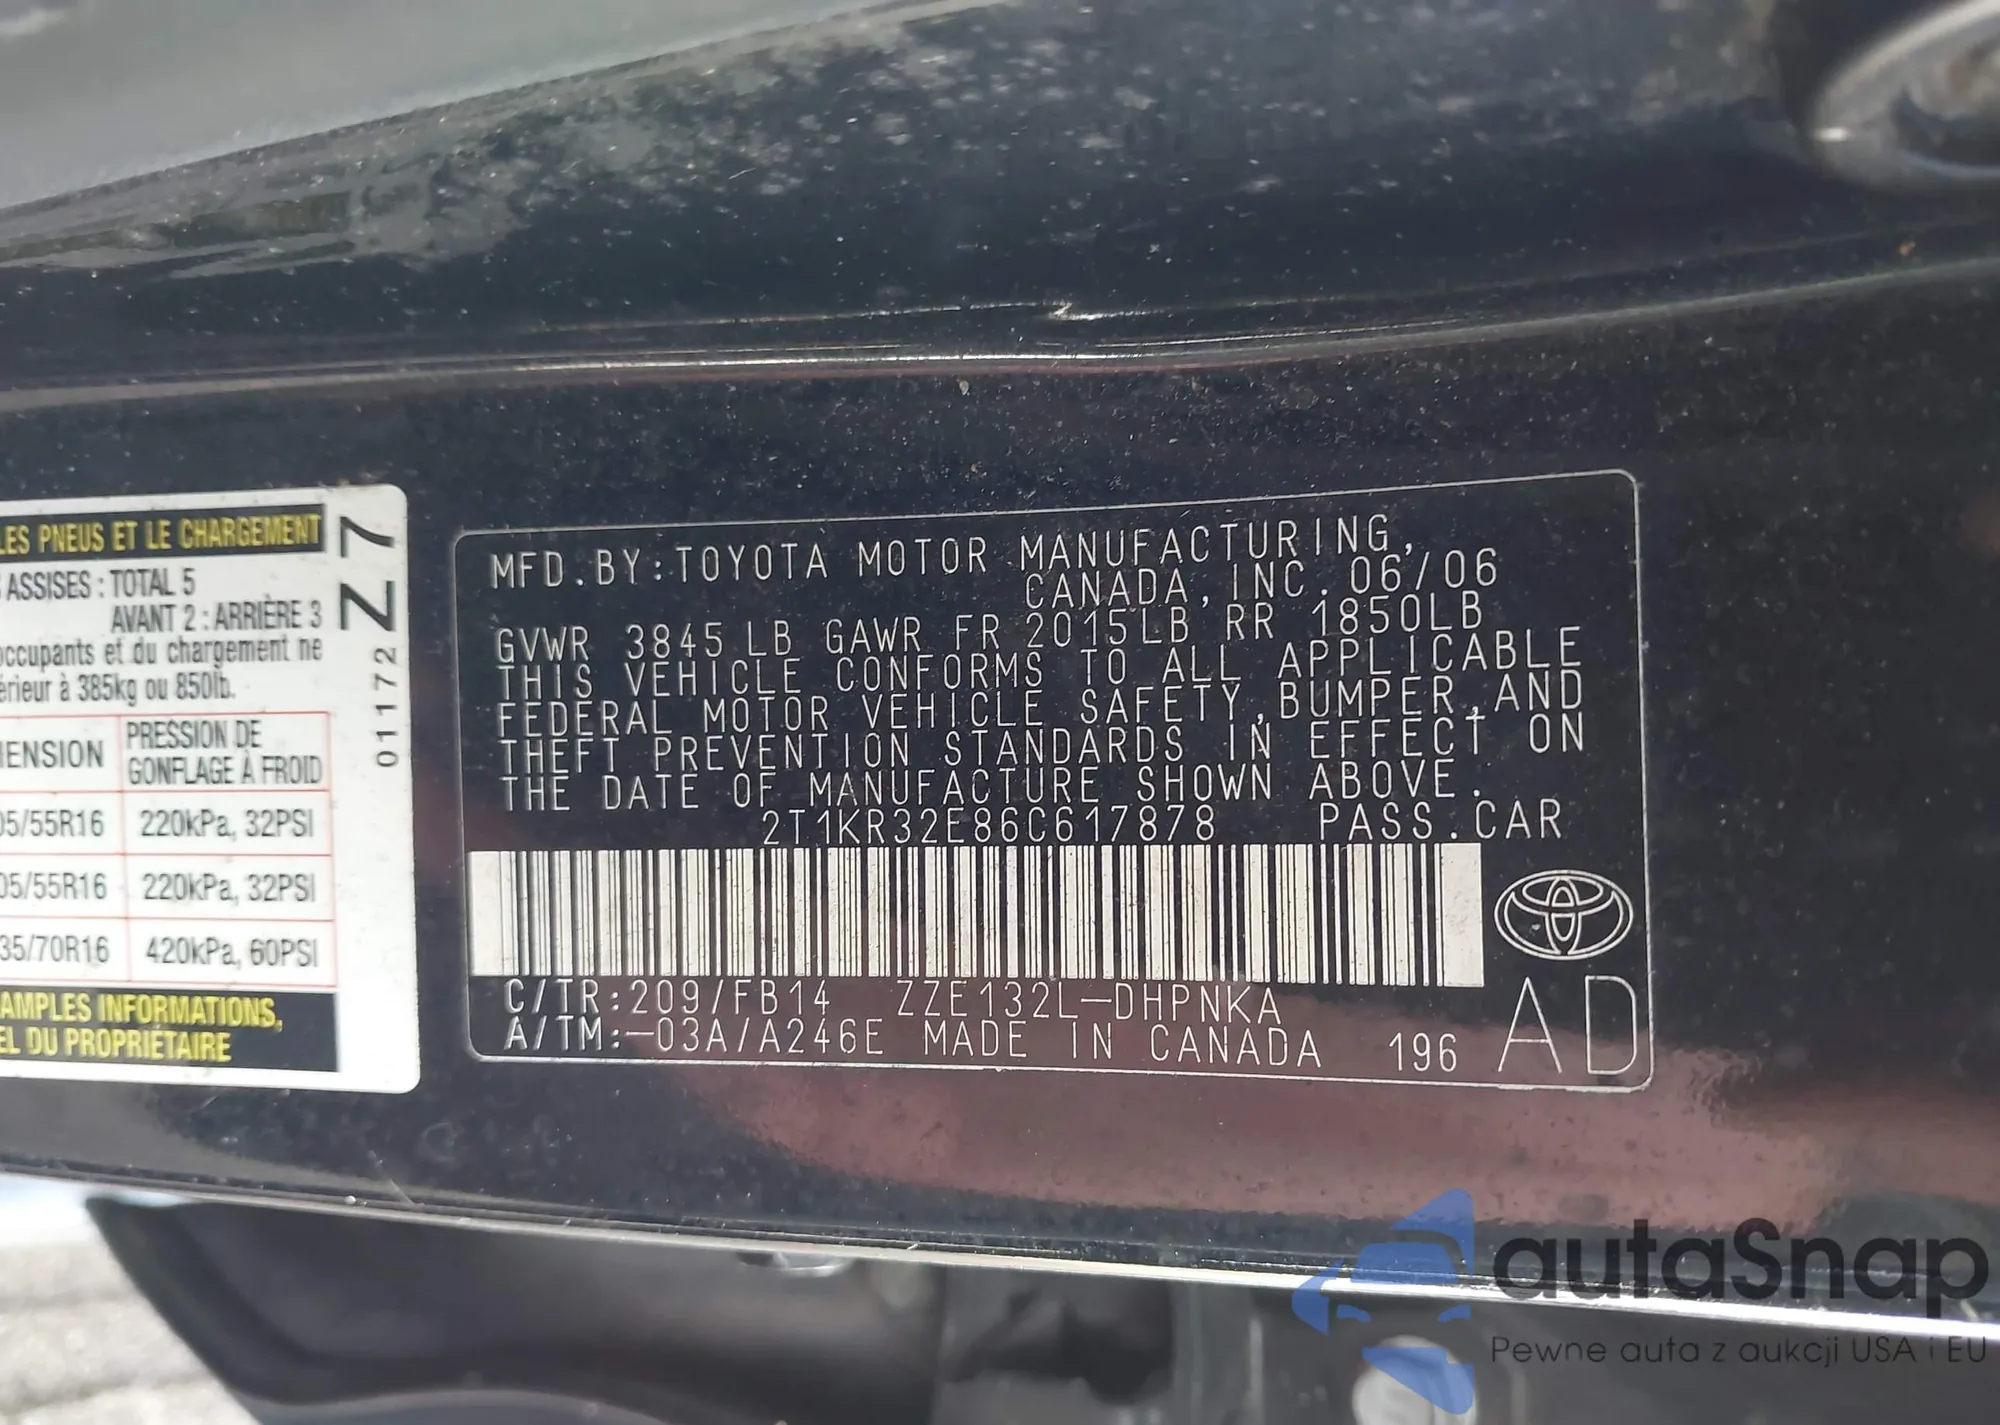 LES PNEUS ET LE CHARGEMENT
ASSISES : TOTAL 5
AVANT 2 : ARRIÈRE 3
occupants et du chargement ne
érieur à 385kg ou 850lb.
PRESSION DE
GONFLAGE À FROID
05/55R16 220kPa, 32PSI
05/55R16 220kPa, 32PSI
35/70R16 420kPa, 60PSI
AMPLES INFORMATIONS,
EL DU PROPRIÉTAIRE
Z7
01172
MFD.BY:TOYOTA MOTOR MANUFACTURING,
CANADA, INC. 06/06
GVWR 3845LB GAWR FR 2015LB RR 1850LB
THIS VEHICLE CONFORMS TO ALL APPLICABLE
FEDERAL MOTOR VEHICLE SAFETY,BUMPER,AND
THEFT PREVENTION STANDARDS IN EFFECT ON
THE DATE OF MANUFACTURE SHOWN ABOVE.
2T1KR32E86C617878 PASS.CAR
C/TR:209/FB14 ZZE132L-DHPNKA
A/TM:-03A/A246E MADE IN CANADA 196
AD
autaSnap
Pewne auta z aukcji USA i EU